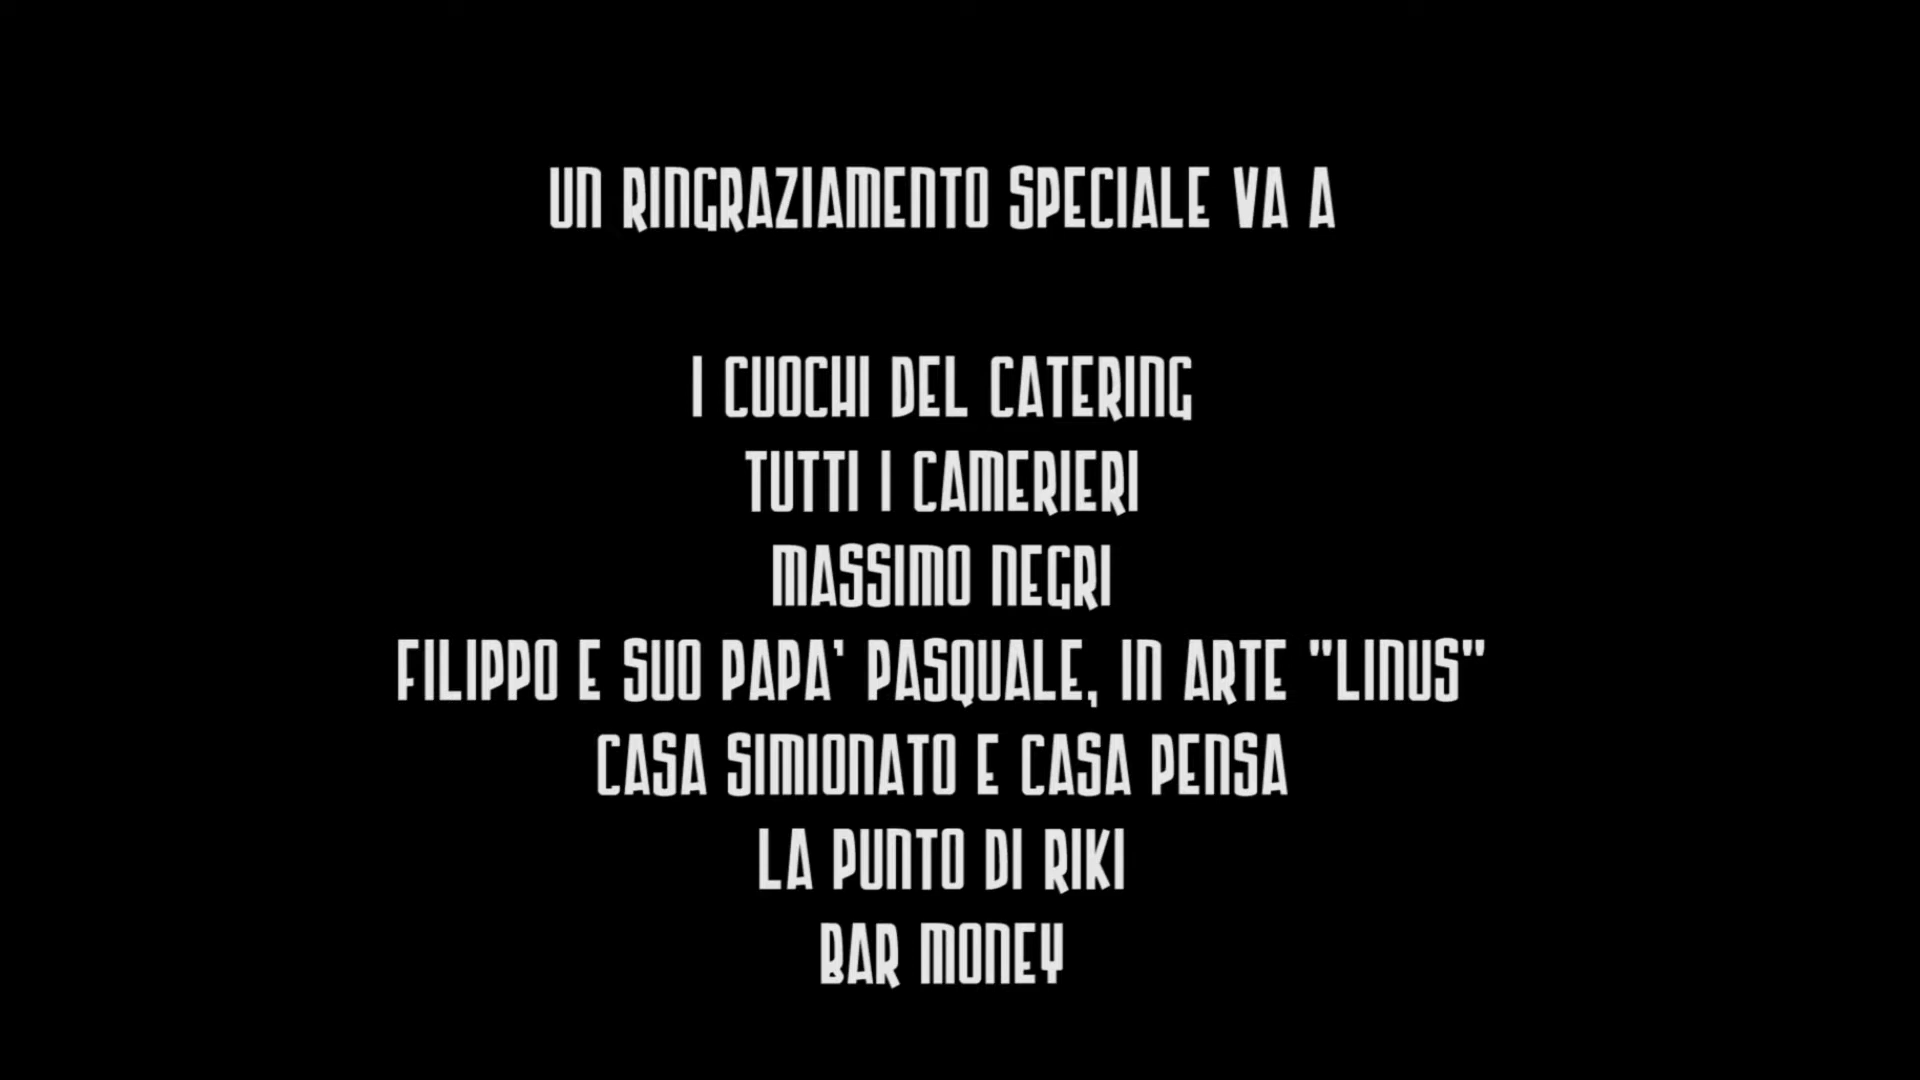 UN RINGRAZIAMENTO SPECIALE VA A
I CUOCHI DEL CATERING
TUTTI I CAMERIERI
MASSIMO NEGRI
FILIPPO E SUO PAPA' PASQUALE, IN ARTE "LINUS"
CASA SIMIONATO E CASA PENSA
LA PUNTO DI RIKI
BAR MONEY